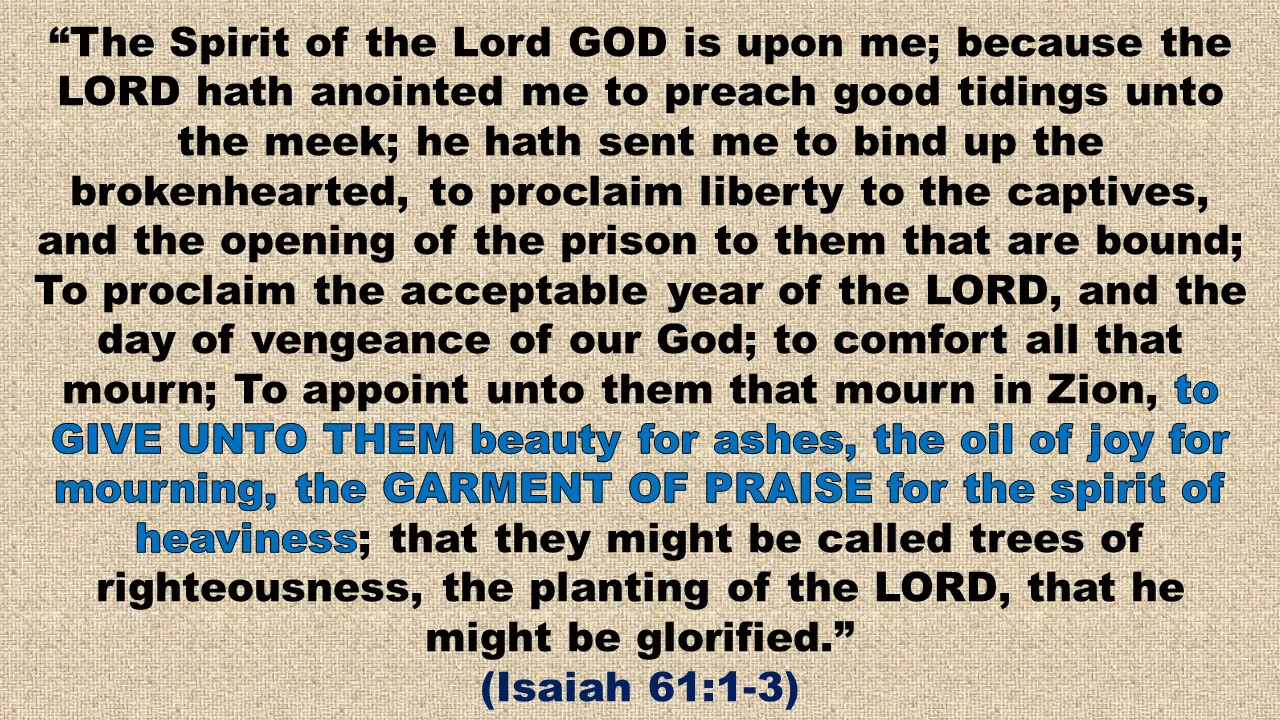 “The Spirit of the Lord GOD is upon me; because the
LORD hath anointed me to preach good tidings unto
the meek; he hath sent me to bind up the
brokenhearted, to proclaim liberty to the captives,
and the opening of the prison to them that are bound;
To proclaim the acceptable year of the LORD, and the
day of vengeance of our God; to comfort all that
mourn; To appoint unto them that mourn in Zion, to
GIVE UNTO THEM beauty for ashes, the oil of joy for
mourning, the GARMENT OF PRAISE for the spirit of
heaviness; that they might be called trees of
righteousness, the planting of the LORD, that he
might be glorified.”
(Isaiah 61:1-3)